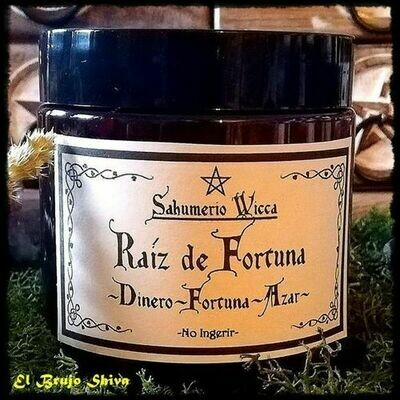 Sahumerio Wicca
Raíz de Fortuna
~Dinero~Fortuna~Azar~
-No Ingerir-
El Brujo Shiva